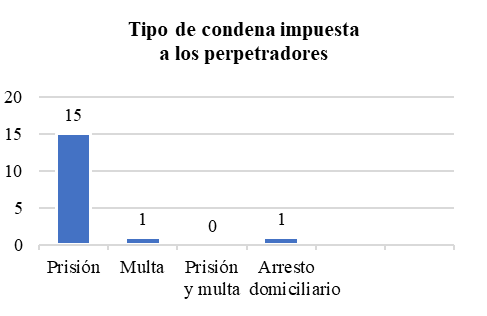 Tipo de condena impuesta
a los perpetradores
20
15
10
5
0
15
1
0
1
Prisión
Multa
Prisión
y multa
Arresto
domiciliario